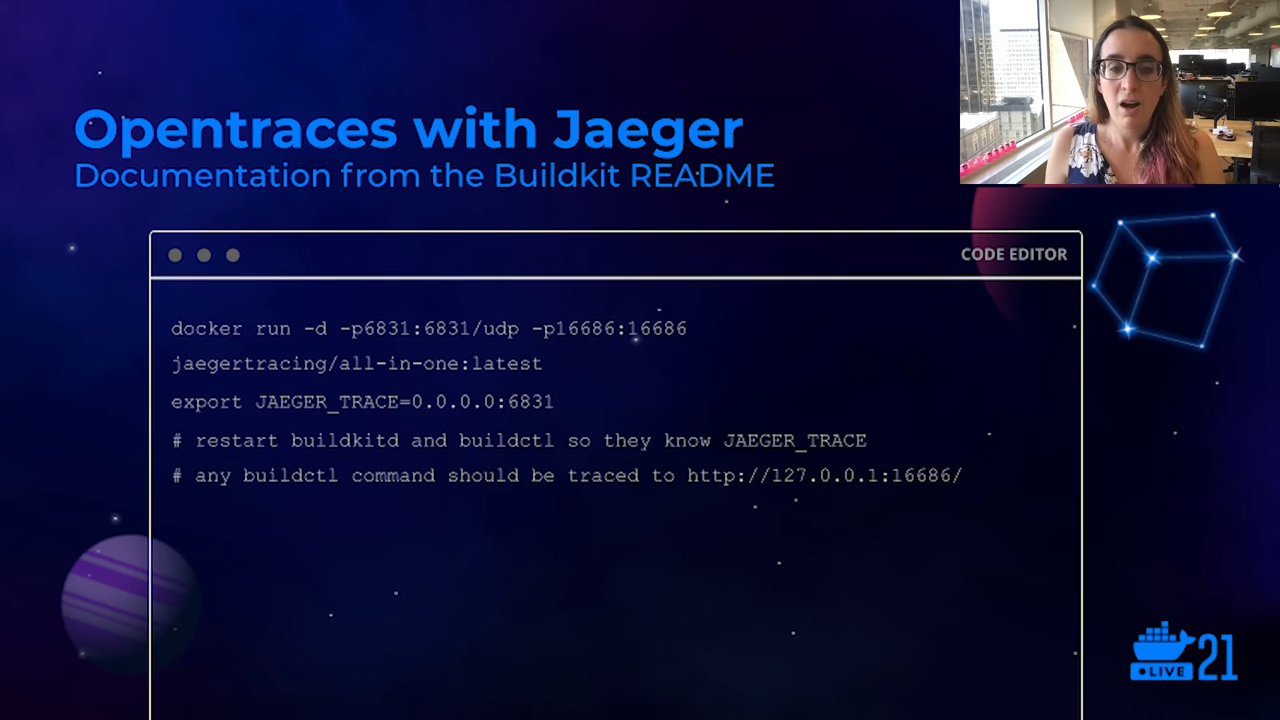 Opentraces with Jaeger
Documentation from the Buildkit README
CODE EDITOR
docker run -d -p6831:6831/udp -p16686:16686
jaegertracing/all-in-one:latest
export JAEGER_TRACE=0.0.0.0:6831
# restart buildkitd and buildctl so they know JAEGER_TRACE
# any buildctl command should be traced to http://127.0.0.1:16686/
LIVE 21